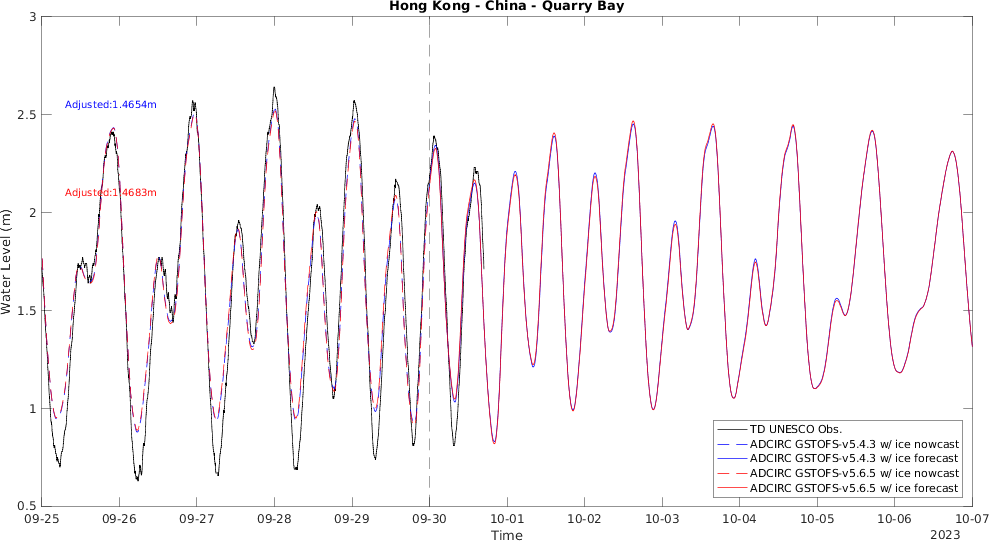 Hong Kong - China - Quarry Bay
3
2.5
2
1.5
1
0.5
Water Level (m)
Adjusted:1.4654m
Adjusted:1.4683m
TD UNESCO Obs.
ADCIRC GSTOFS-v5.4.3 w/ ice nowcast
ADCIRC GSTOFS-v5.4.3 w/ ice forecast
ADCIRC GSTOFS-v5.6.5 w/ ice nowcast
ADCIRC GSTOFS-v5.6.5 w/ ice forecast
09-25 09-26 09-27 09-28 09-29 09-30 10-01 10-02 10-03 10-04 10-05 10-06 10-07
Time
2023